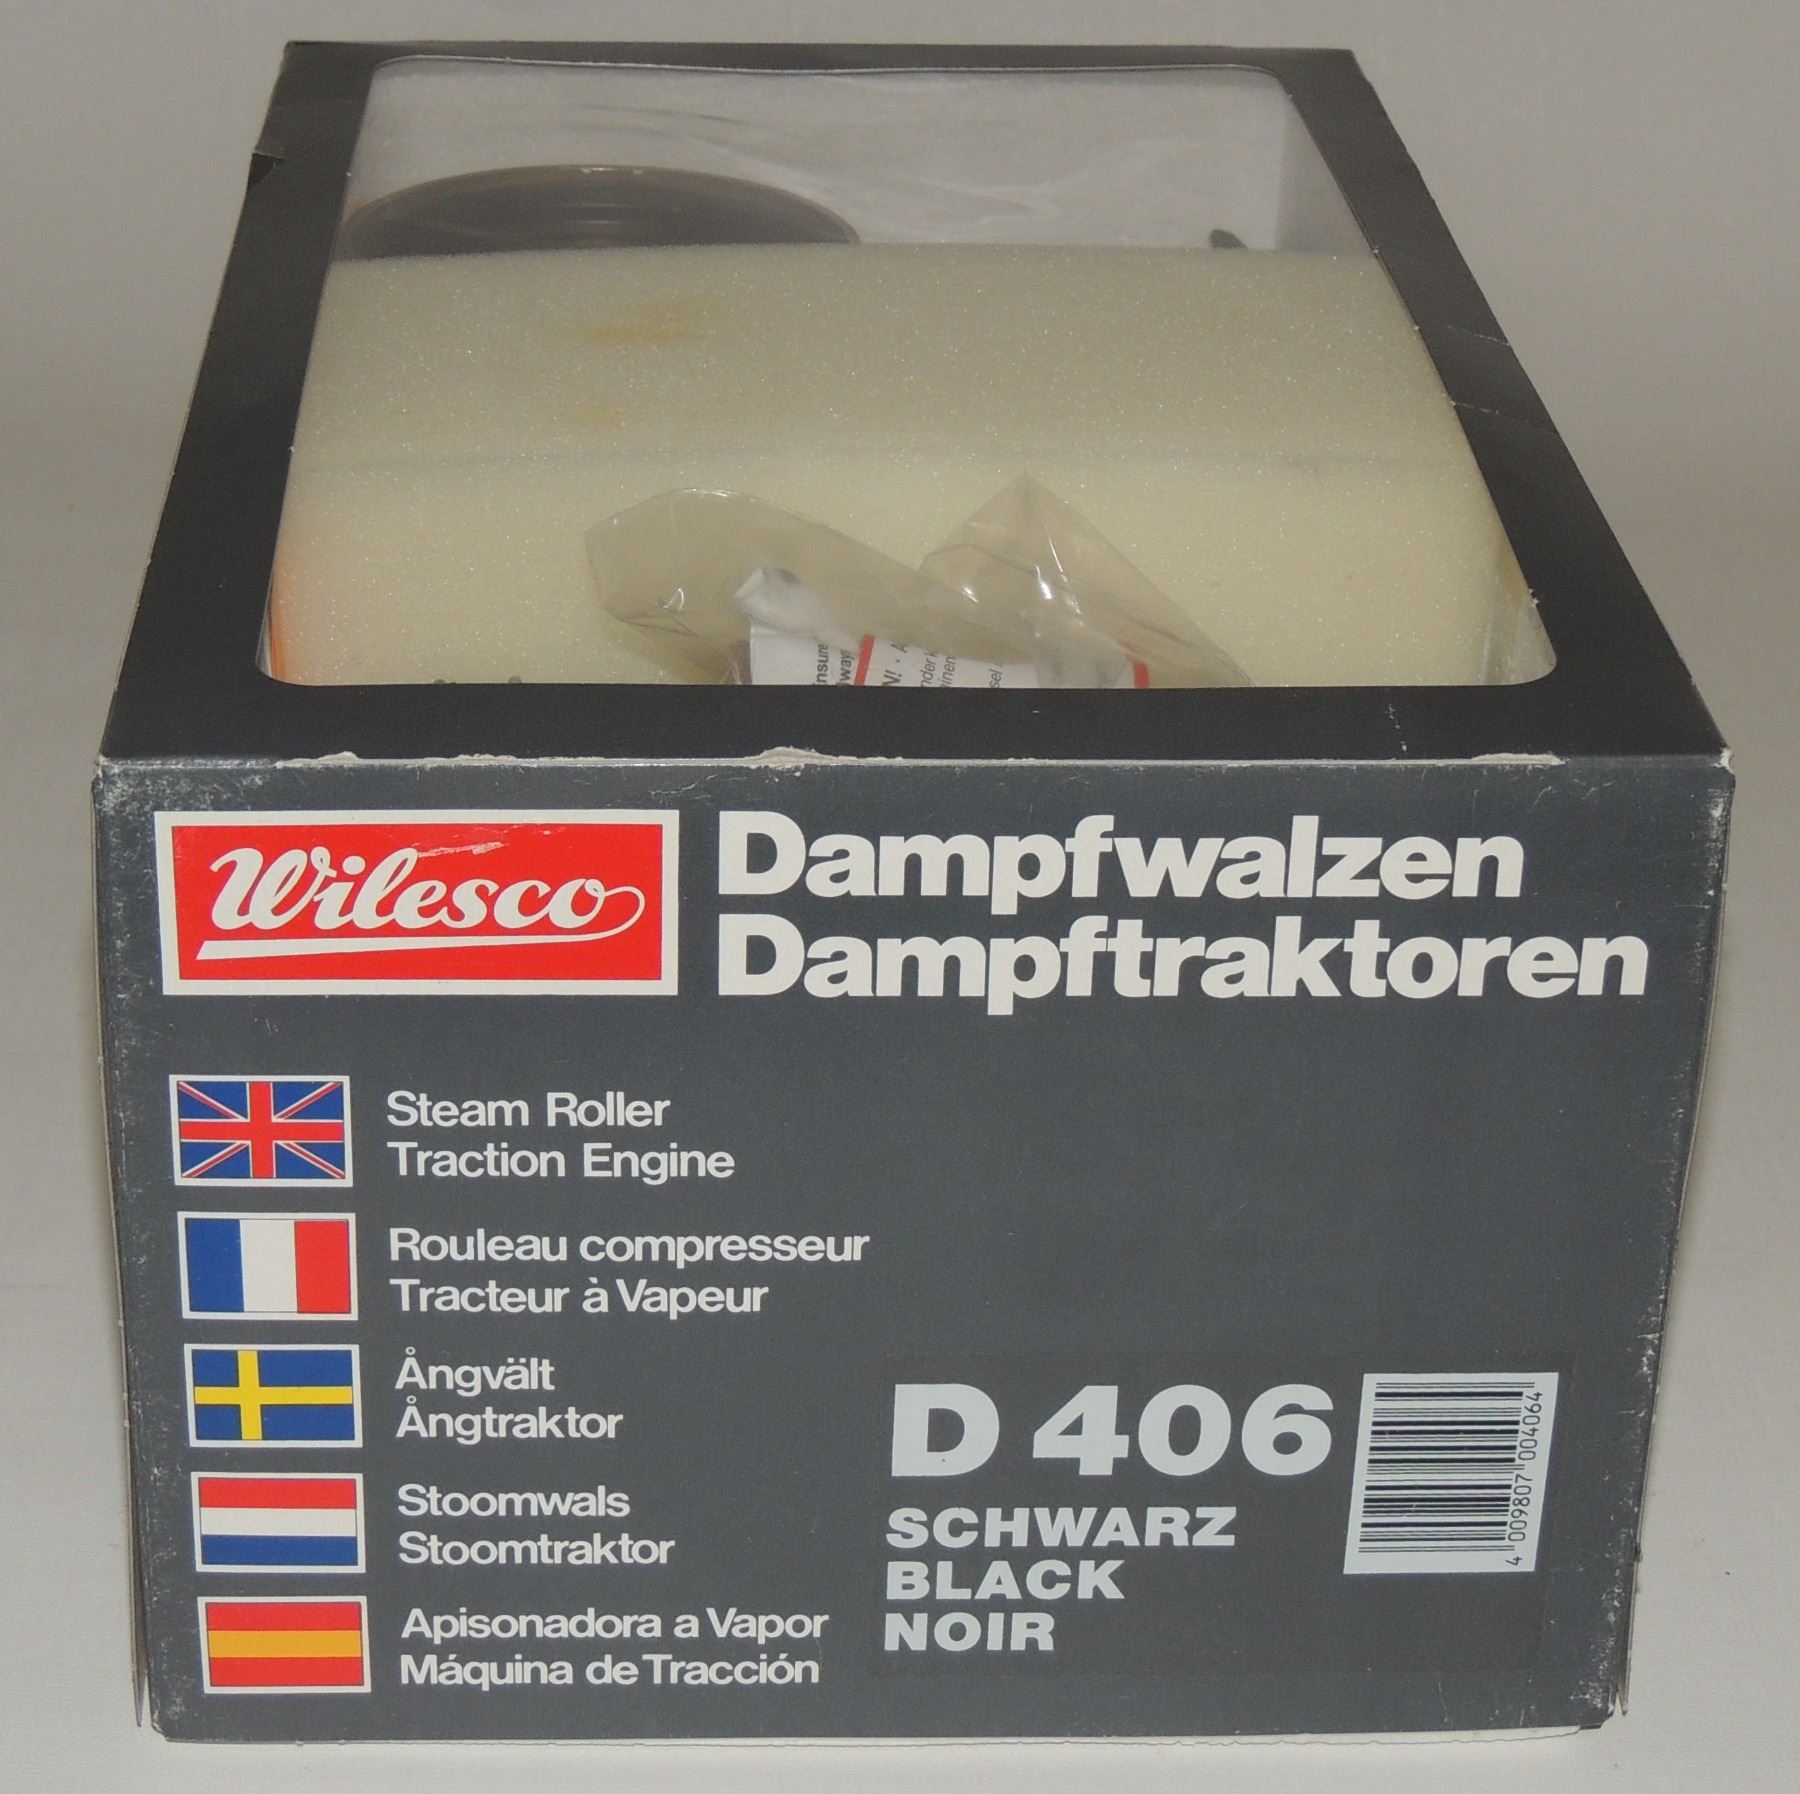 Wilesco
Dampfwalzen
Dampftraktoren
Steam Roller
Traction Engine
Rouleau compresseur
Tracteur à Vapeur
Ångvält
Ångtraktor
Stoomwals
Stoomtraktor
Apisonadora a Vapor
Máquina de Tracción
D 406
SCHWARZ
BLACK
NOIR
4 009807 004064